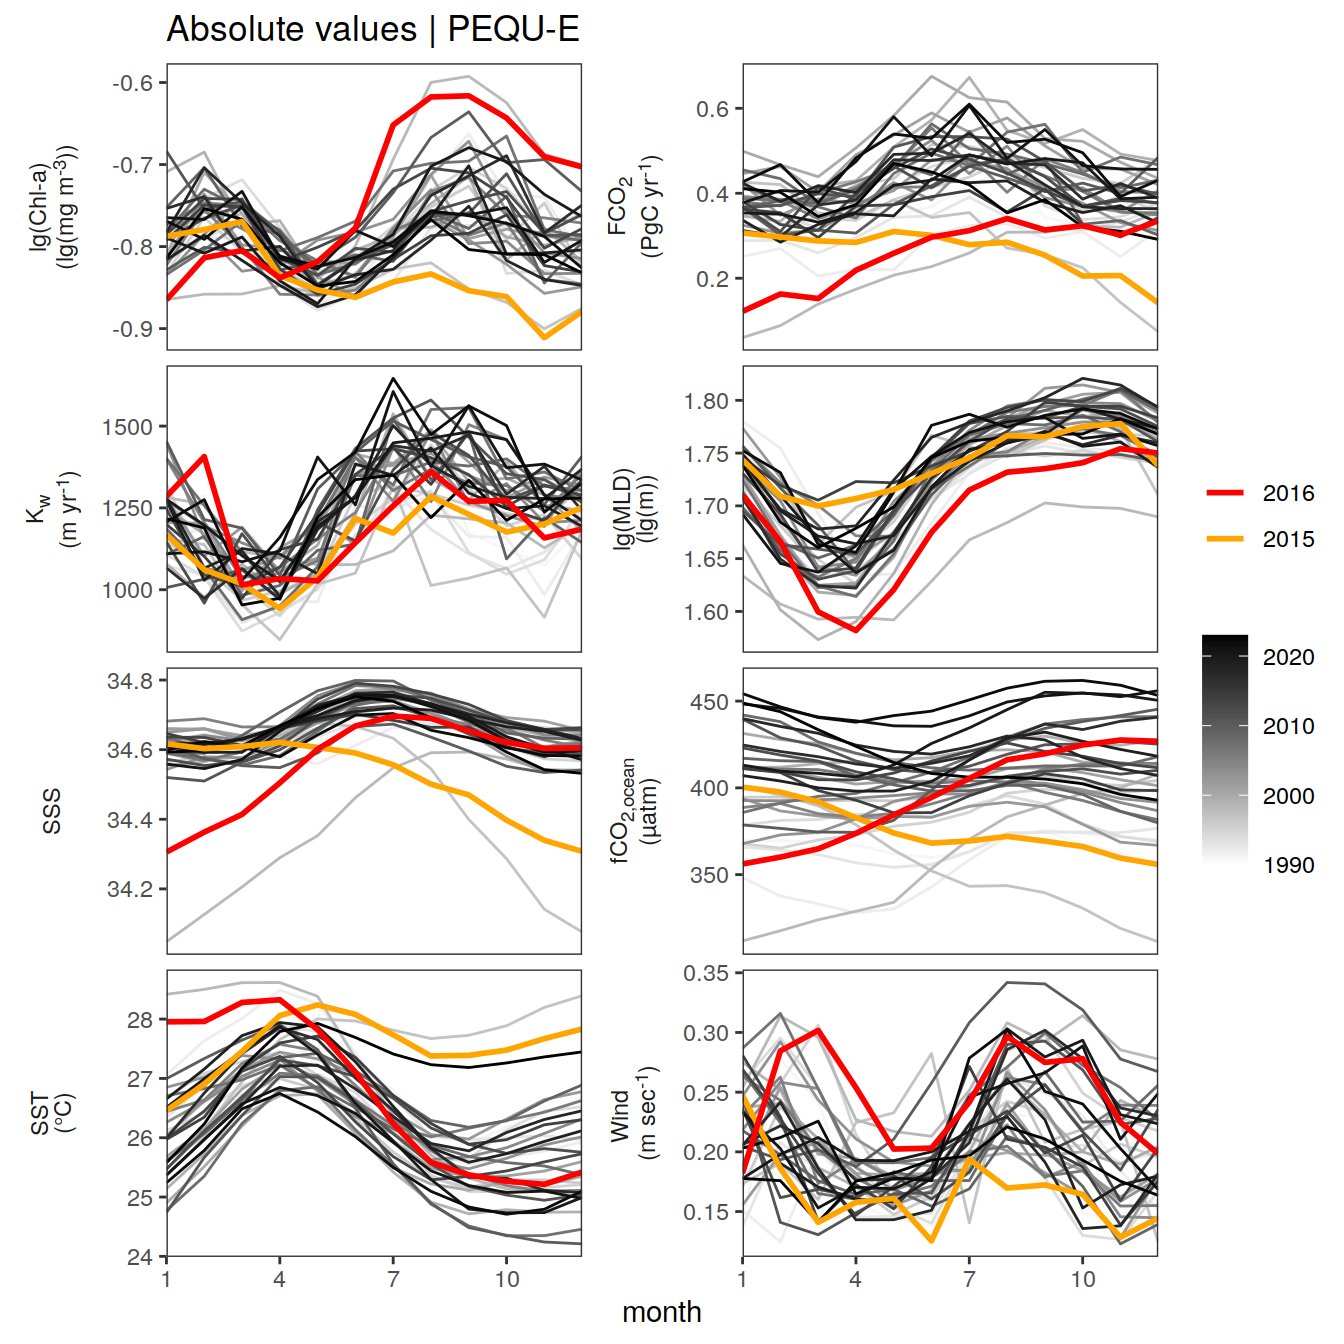 Absolute values | PEQU-E
lg(Chl-a)
(lg(mg m⁻³))
-0.6
-0.7
-0.8
-0.9
FCO₂
(PgC yr⁻¹)
0.6
0.4
0.2
K_w
(m yr⁻¹)
1500
1250
1000
lg(MLD)
(lg(m))
1.80
1.75
1.70
1.65
1.60
SSS
34.8
34.6
34.4
34.2
fCO₂,ocean
(µatm)
450
400
350
SST
(°C)
28
27
26
25
24
1
4
7
10
Wind
(m sec⁻¹)
0.35
0.30
0.25
0.20
0.15
1
4
7
10
month
2016
2015
2020
2010
2000
1990